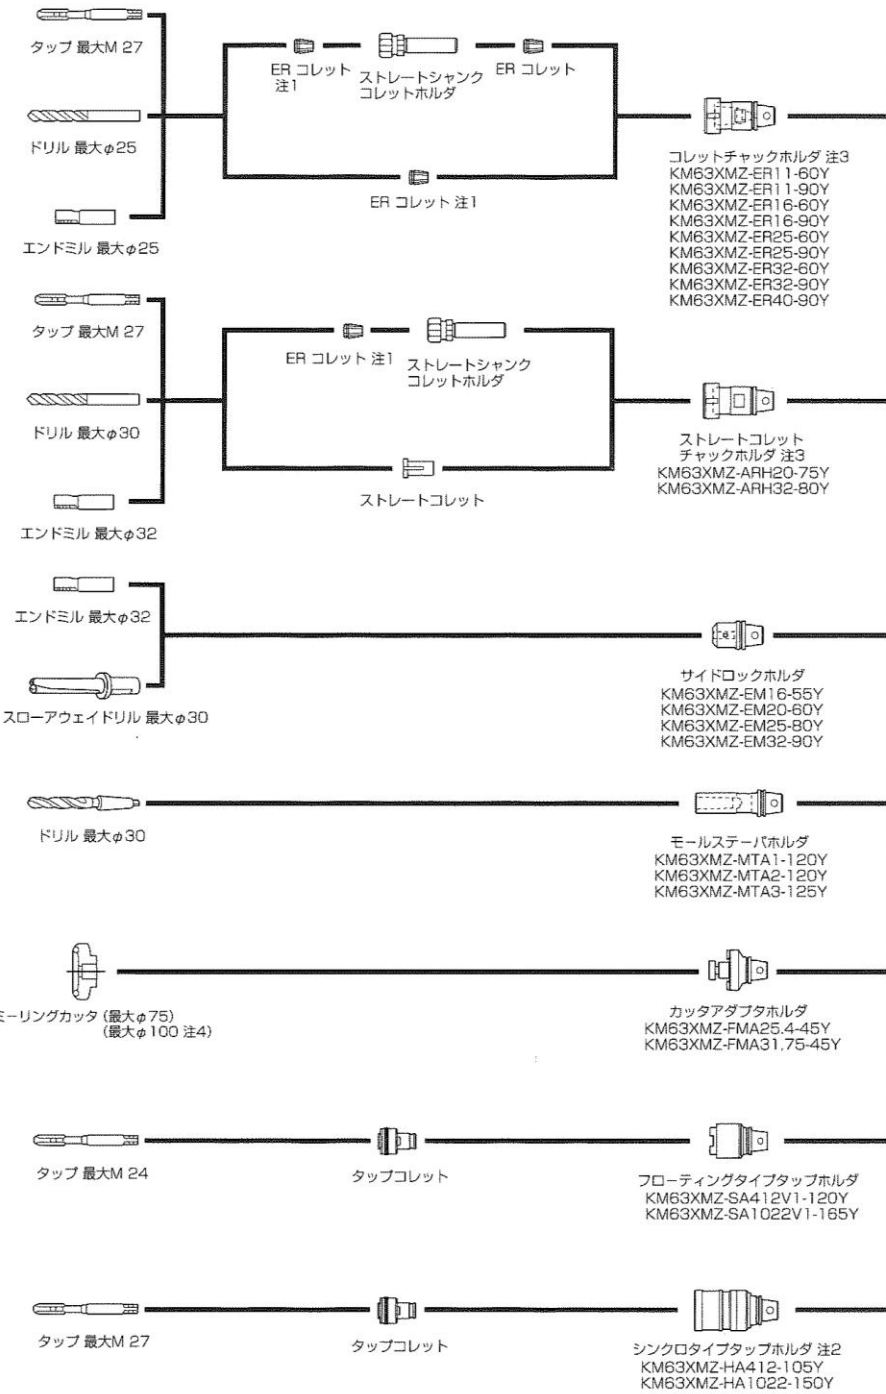 タップ 最大M 27
ER コレット
注1
ストレートシャンク
コレットホルダ
ER コレット
ドリル 最大φ25
コレットチャックホルダ 注3
KM63XMZ-ER11-60Y
KM63XMZ-ER11-90Y
KM63XMZ-ER16-60Y
KM63XMZ-ER16-90Y
KM63XMZ-ER25-60Y
KM63XMZ-ER25-90Y
KM63XMZ-ER32-60Y
KM63XMZ-ER32-90Y
KM63XMZ-ER40-90Y
ER コレット 注1
エンドミル 最大φ25
タップ 最大M 27
ER コレット 注1
ストレートシャンク
コレットホルダ
ドリル 最大φ30
ストレートコレット
チャックホルダ 注3
KM63XMZ-ARH20-75Y
KM63XMZ-ARH32-80Y
ストレートコレット
エンドミル 最大φ32
エンドミル 最大φ32
サイドロックホルダ
KM63XMZ-EM16-55Y
KM63XMZ-EM20-60Y
KM63XMZ-EM25-80Y
KM63XMZ-EM32-90Y
スローアウェイドリル 最大φ30
ドリル 最大φ30
モールステーパホルダ
KM63XMZ-MTA1-120Y
KM63XMZ-MTA2-120Y
KM63XMZ-MTA3-125Y
ミーリングカッタ (最大φ75)
(最大φ100 注4)
カッタアダプタホルダ
KM63XMZ-FMA25.4-45Y
KM63XMZ-FMA31.75-45Y
タップ 最大M 24
タップコレット
フローティングタイプタップホルダ
KM63XMZ-SA412V1-120Y
KM63XMZ-SA1022V1-165Y
タップ 最大M 27
タップコレット
シンクロタイプタップホルダ 注2
KM63XMZ-HA412-105Y
KM63XMZ-HA1022-150Y